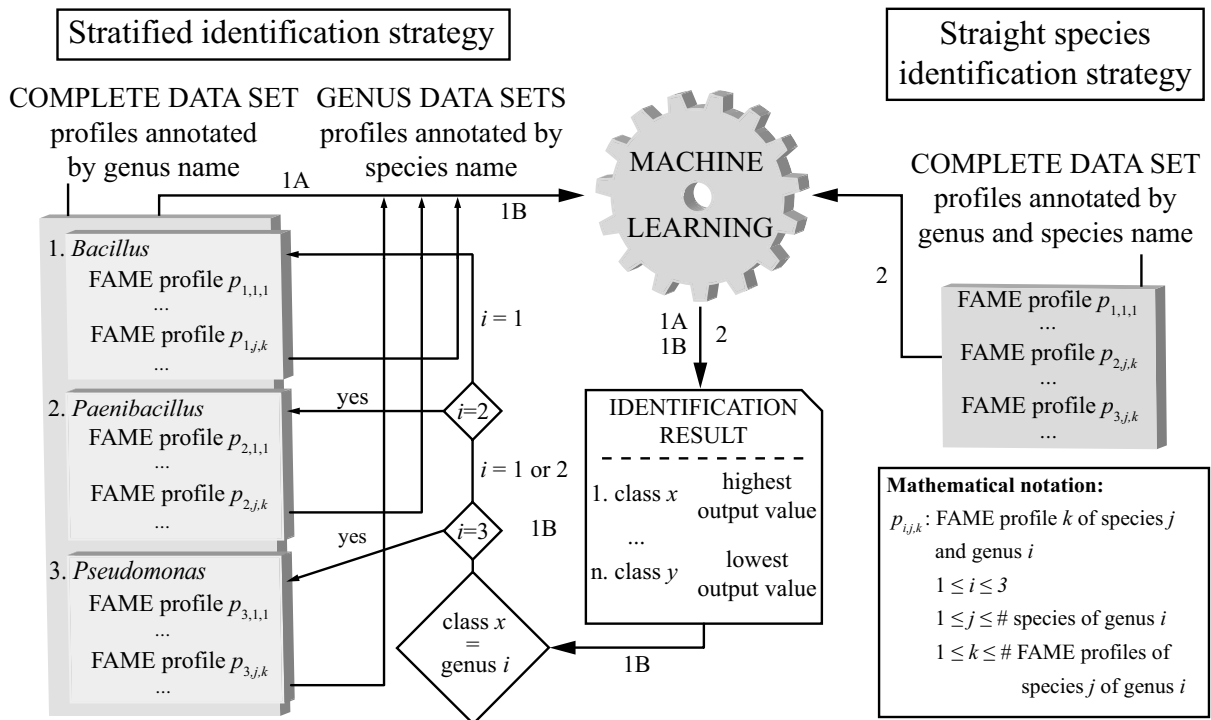 Stratified identification strategy
Straight species
identification strategy
COMPLETE DATA SET
profiles annotated
by genus name
GENUS DATA SETS
profiles annotated by
species name
1A
1B
MACHINE
LEARNING
COMPLETE DATA SET
profiles annotated by
genus and species name
2
1. Bacillus
FAME profile p1,1,1
...
FAME profile p1,j,k
...
i = 1
2. Paenibacillus
FAME profile p2,1,1
...
FAME profile p2,j,k
...
yes
i=2
i = 1 or 2
3. Pseudomonas
FAME profile p3,1,1
...
FAME profile p3,j,k
...
yes
i=3
1B
class x
=
genus i
1B
1A
1B
2
IDENTIFICATION
RESULT
1. class x highest
output value
...
n. class y lowest
output value
FAME profile p1,1,1
...
FAME profile p2,j,k
...
FAME profile p3,j,k
...
Mathematical notation:
pi,j,k: FAME profile k of species j
and genus i
1 ≤ i ≤ 3
1 ≤ j ≤ # species of genus i
1 ≤ k ≤ # FAME profiles of
species j of genus i